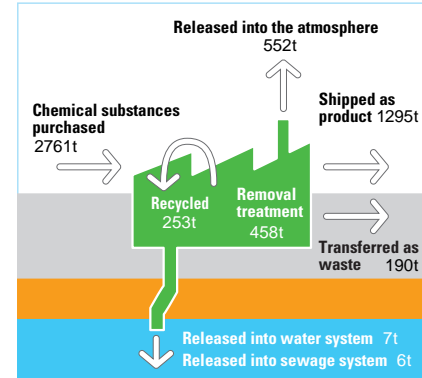 Released into the atmosphere
552t
Chemical substances
purchased
2761t
Shipped as
product 1295t
Recycled
253t
Removal
treatment
458t
Transferred as
waste 190t
Released into water system 7t
Released into sewage system 6t